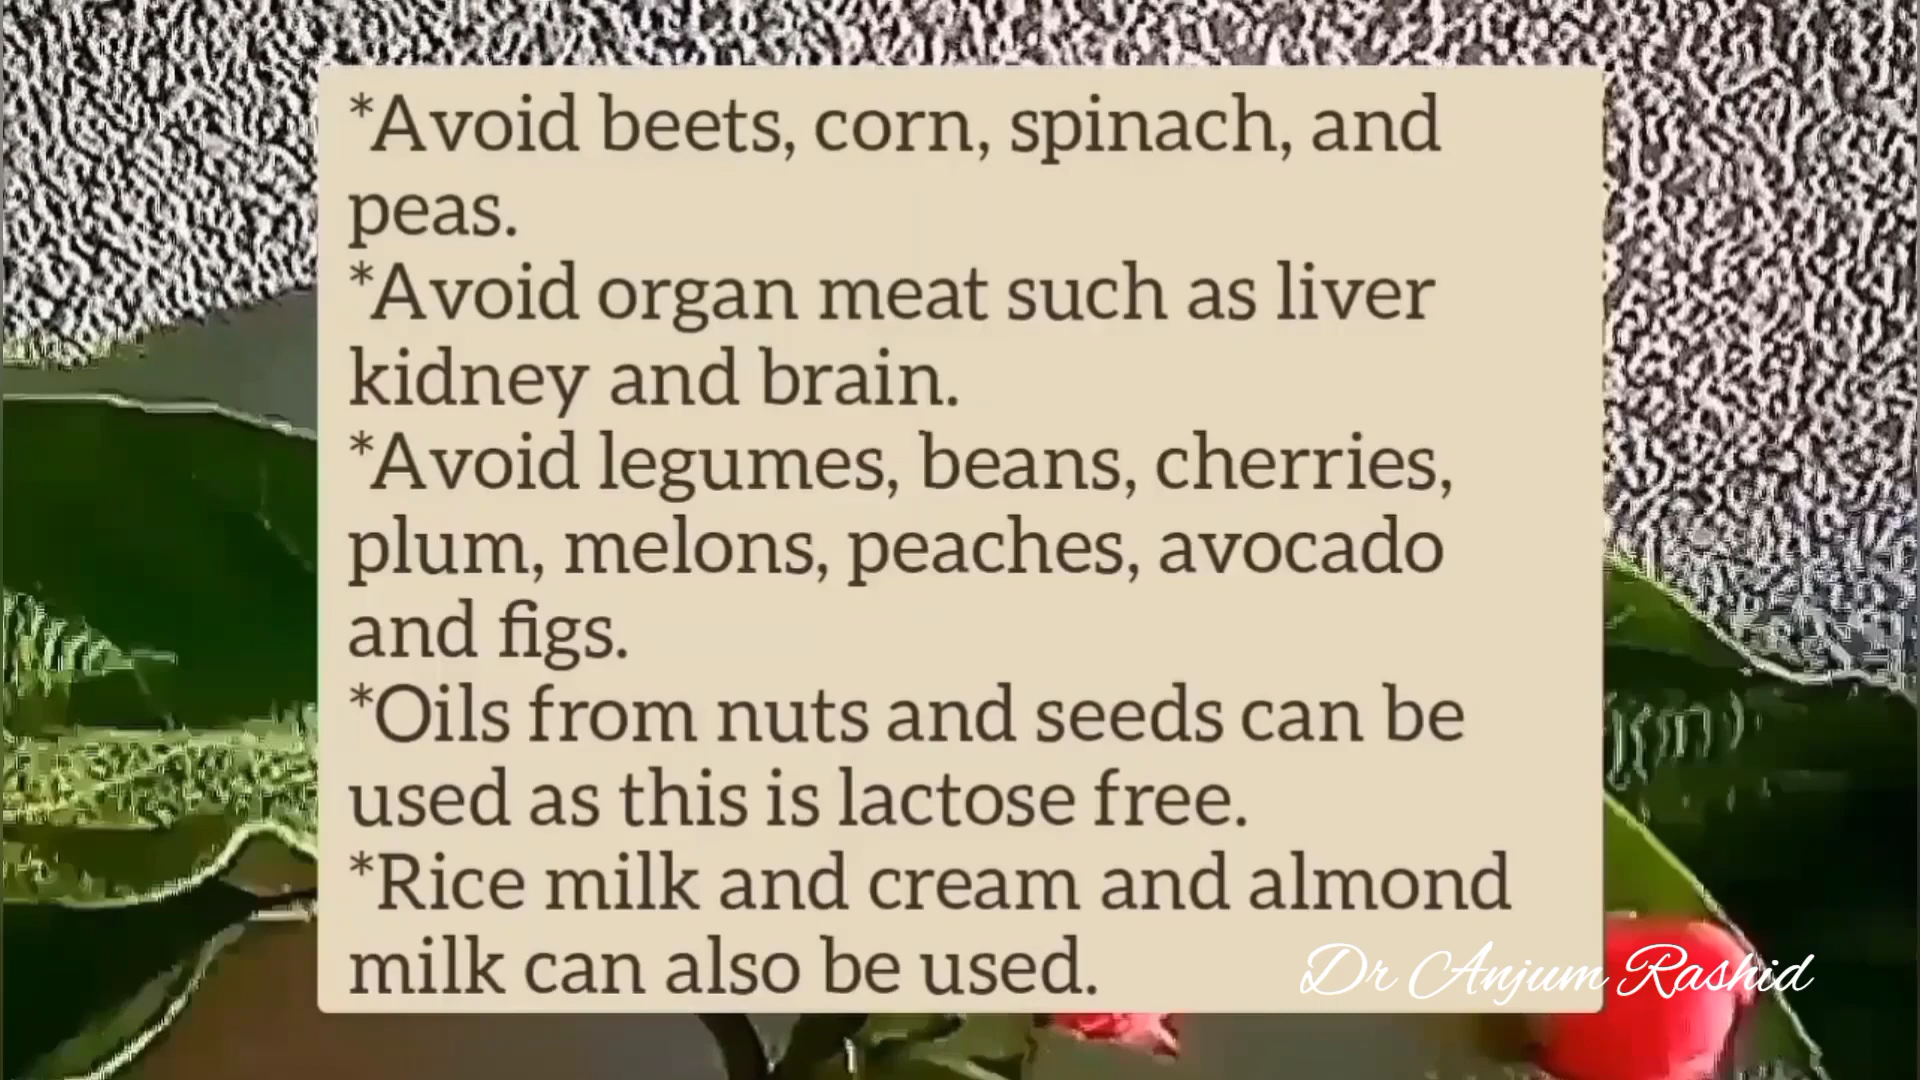 *Avoid beets, corn, spinach, and
peas.
*Avoid organ meat such as liver
kidney and brain.
*Avoid legumes, beans, cherries,
plum, melons, peaches, avocado
and figs.
*Oils from nuts and seeds can be
used as this is lactose free.
*Rice milk and cream and almond
milk can also be used.
Dr Anjum Rashid